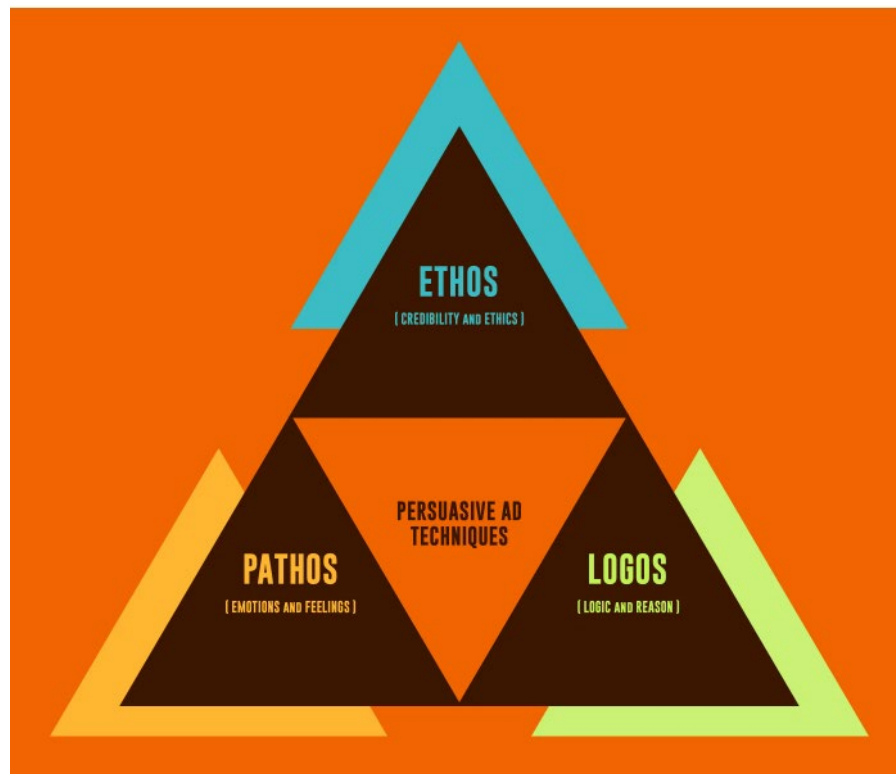 ETHOS
( CREDIBILITY AND ETHICS )
PERSUASIVE AD
TECHNIQUES
PATHOS
( EMOTIONS AND FEELINGS )
LOGOS
( LOGIC AND REASON )